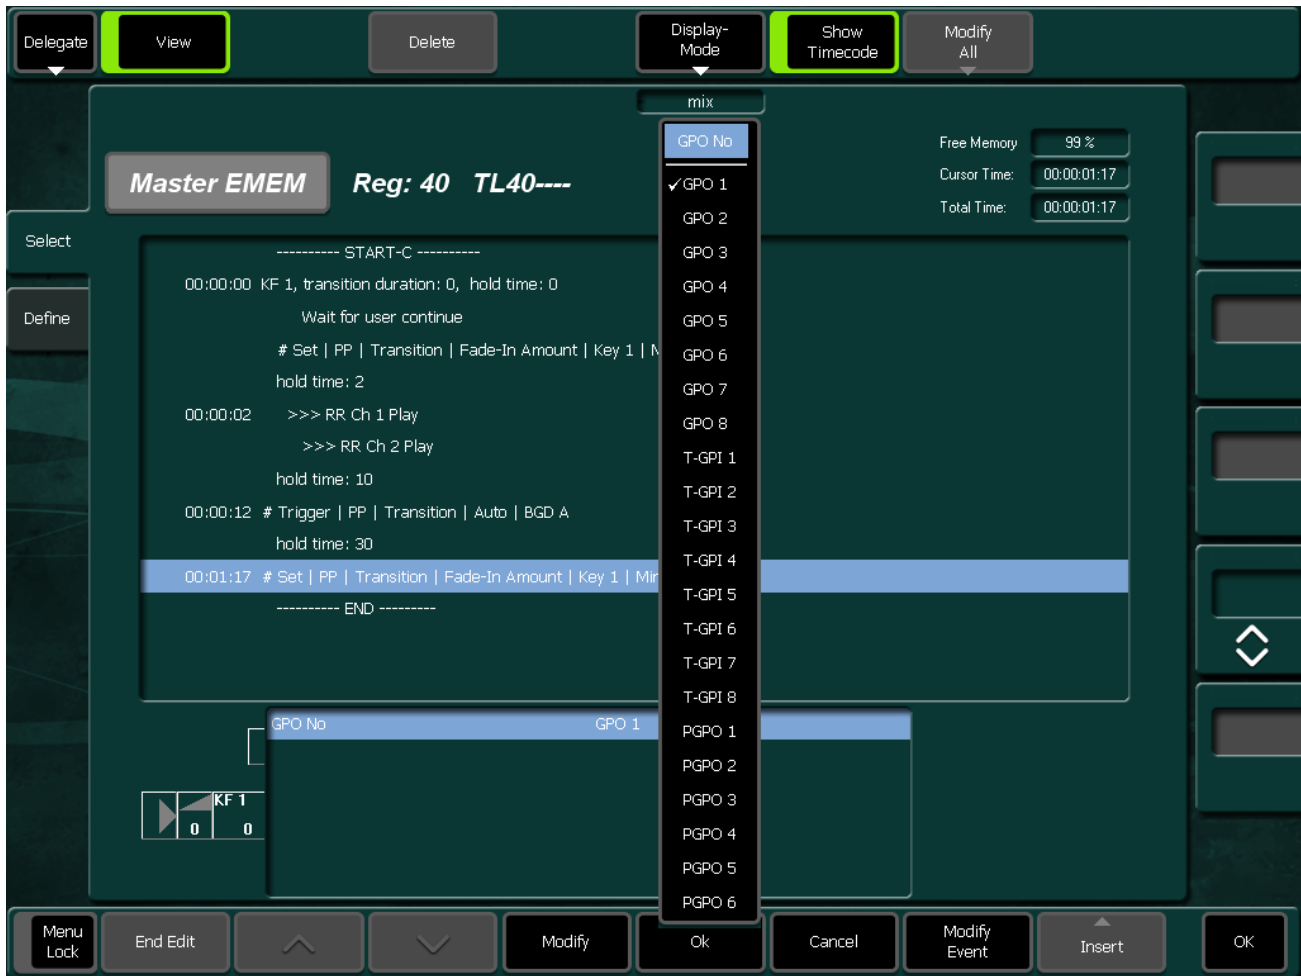 Delegate
View
Delete
Display-
Mode
Show
Timecode
Modify
All
mix
GPO No
Free Memory 99 %
Cursor Time: 00:00:01:17
Total Time: 00:00:01:17
Master EMEM Reg: 40 TL40----
Select
Define
---------- START-C ----------
00:00:00 KF 1, transition duration: 0, hold time: 0
Wait for user continue
# Set | PP | Transition | Fade-In Amount | Key 1 |
hold time: 2
00:00:02 >>> RR Ch 1 Play
>>> RR Ch 2 Play
hold time: 10
00:00:12 # Trigger | PP | Transition | Auto | BGD A
hold time: 30
00:01:17 # Set | PP | Transition | Fade-In Amount | Key 1 |
---------- END ---------
✓GPO 1
GPO 2
GPO 3
GPO 4
GPO 5
GPO 6
GPO 7
GPO 8
T-GPI 1
T-GPI 2
T-GPI 3
T-GPI 4
T-GPI 5
T-GPI 6
T-GPI 7
T-GPI 8
PGPO 1
PGPO 2
PGPO 3
PGPO 4
PGPO 5
PGPO 6
GPO No GPO 1
KF 1
0 0
Menu
Lock
End Edit
Modify
Ok
Cancel
Modify
Event
Insert
OK